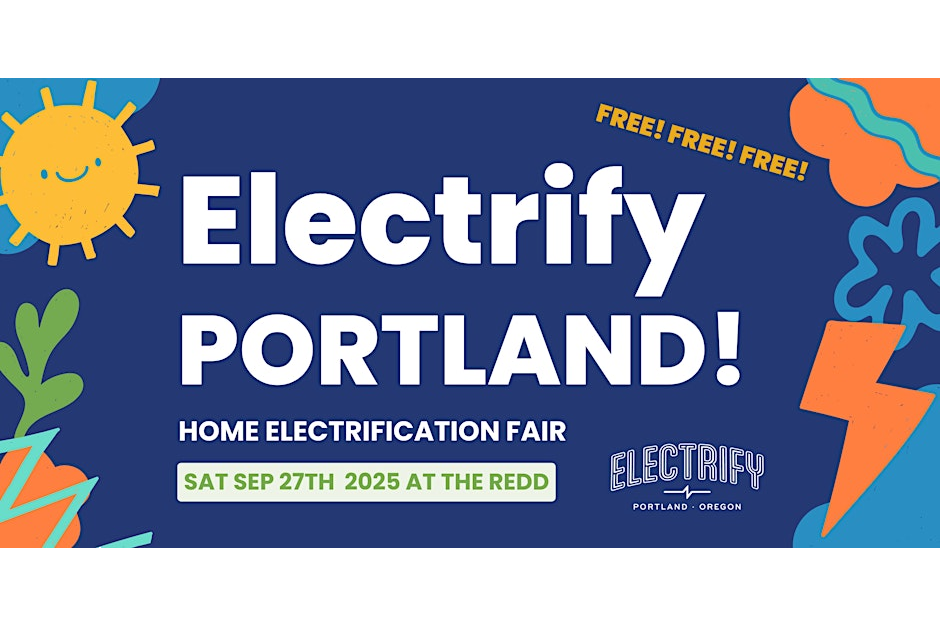 FREE! FREE! FREE!
Electrify
PORTLAND!
HOME ELECTRIFICATION FAIR
SAT SEP 27TH 2025 AT THE REDD
ELECTRIFY
PORTLAND · OREGON